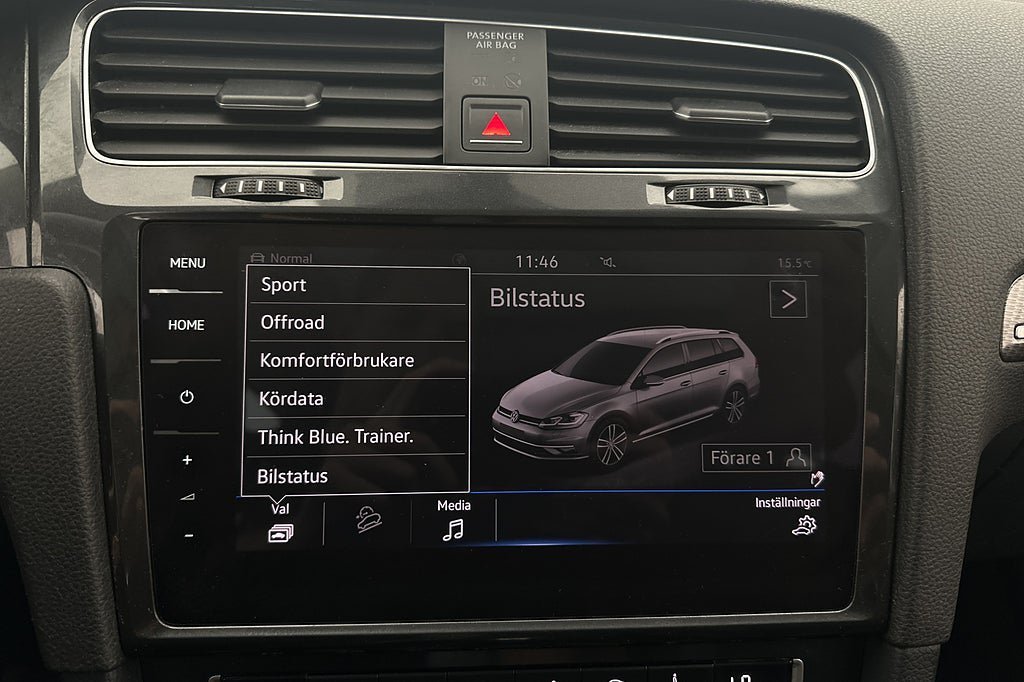 PASSENGER
AIR BAG
ON
MENU
HOME
Normal
11:46
15.5°C
Sport
Offroad
Komfortförbrukare
Kördata
Think Blue. Trainer.
Bilstatus
Bilstatus
Förare 1
Val
Media
Inställningar